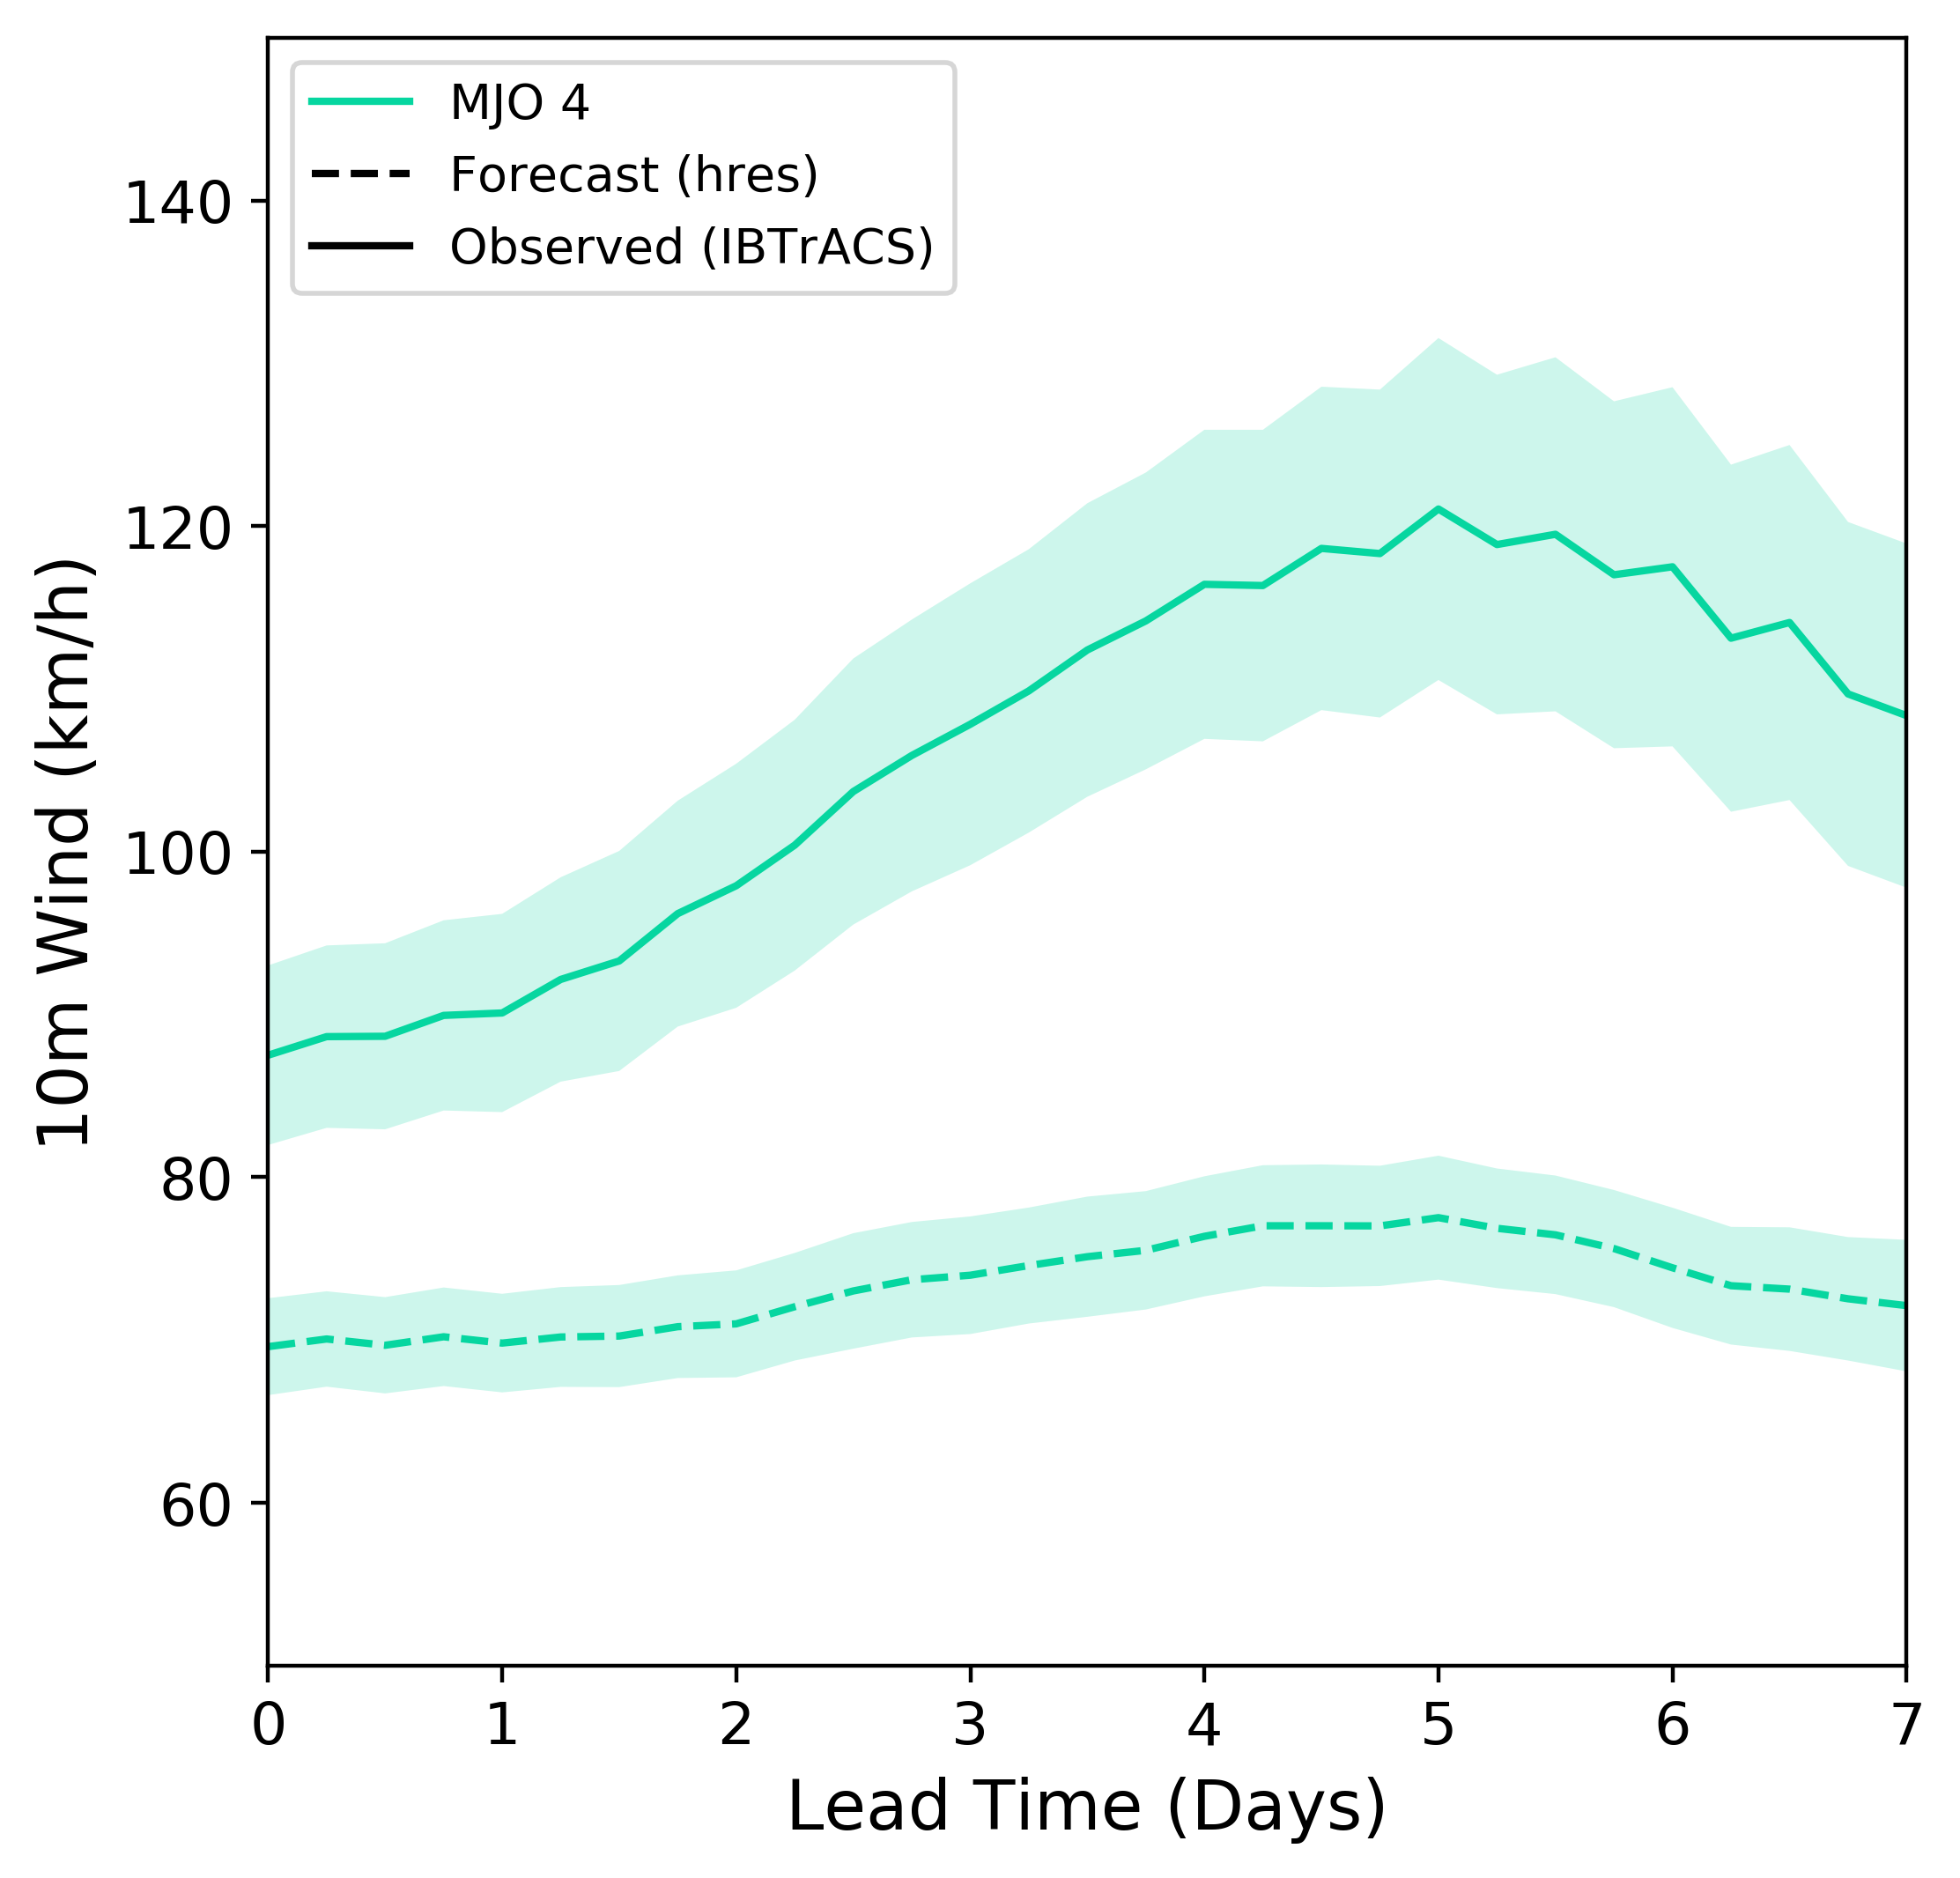 MJO 4
Forecast (hres)
Observed (IBTrACS)
140
120
100
80
60
10m Wind (km/h)
0 1 2 3 4 5 6 7
Lead Time (Days)